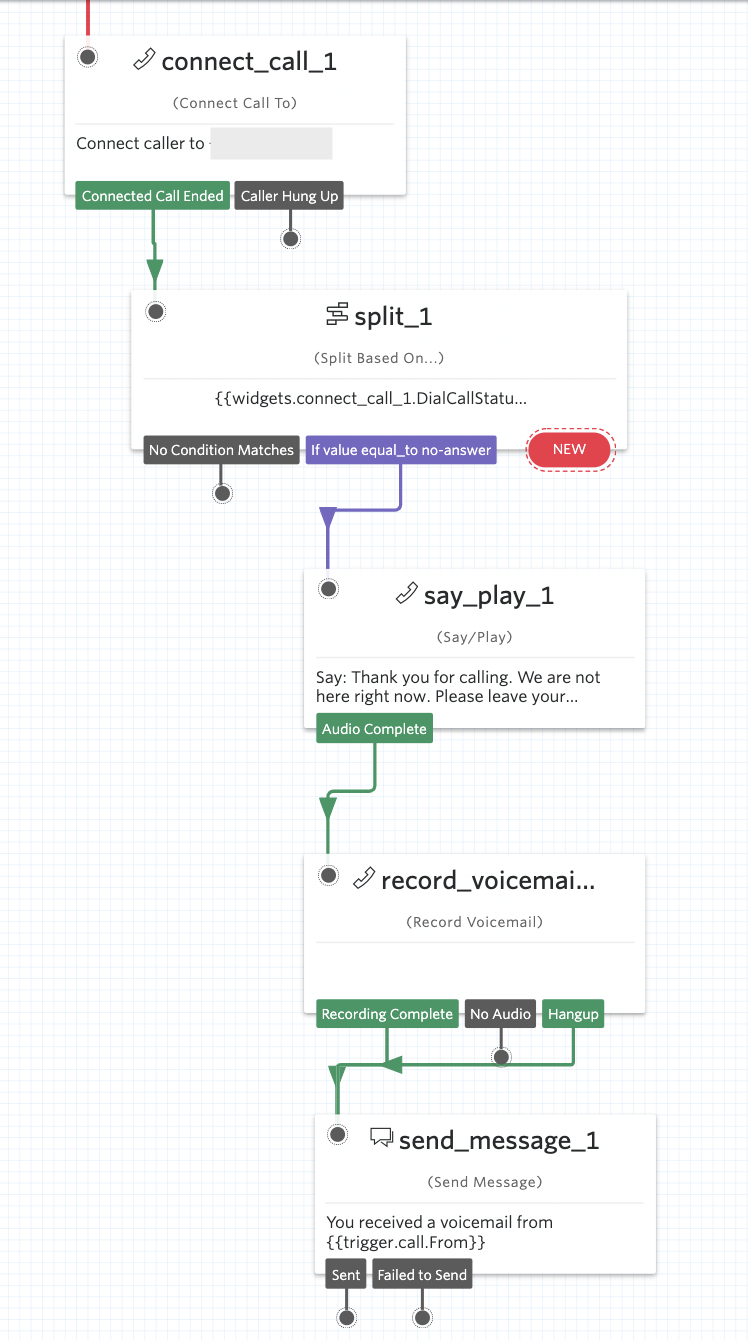 connect_call_1
(Connect Call To)
Connect caller to
Connected Call Ended
Caller Hung Up
split_1
(Split Based On...)
{{widgets.connect_call_1.DialCallStatu...
No Condition Matches
If value equal_to no-answer
NEW
say_play_1
(Say/Play)
Say: Thank you for calling. We are not
here right now. Please leave your...
Audio Complete
record_voicemai...
(Record Voicemail)
Recording Complete
No Audio
Hangup
send_message_1
(Send Message)
You received a voicemail from
{{trigger.call.From}}
Sent
Failed to Send